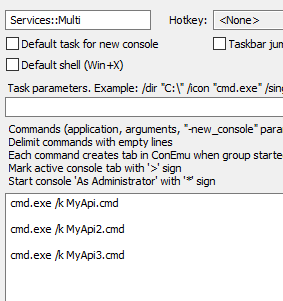 Services::Multi
Hotkey: <None>
Default task for new console
Taskbar jum
Default shell (Win+X)
Task parameters. Example: /dir "C:\" /icon "cmd.exe" /sing
Commands (application, arguments, "-new_console" para
Delimit commands with empty lines
Each command creates tab in ConEmu when group starte
Mark active console tab with '>' sign
Start console 'As Administrator' with '*' sign
cmd.exe /k MyApi.cmd
cmd.exe /k MyApi2.cmd
cmd.exe /k MyApi3.cmd